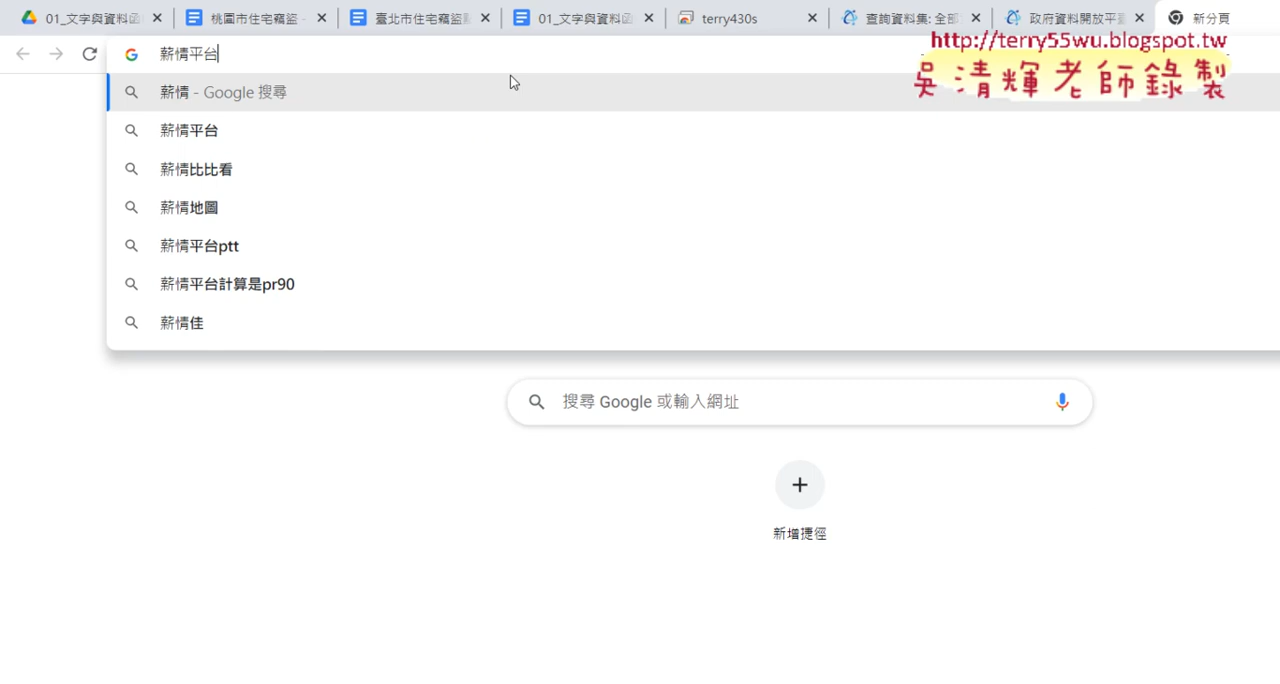 01_文字與資料函
桃園市住宅竊盜 -
臺北市住宅竊盜
01_文字與資料函
terry430s
查詢資料集: 全部
政府資料開放平臺
新分頁
http://terry55wu.blogspot.tw
吳清輝老師錄製
薪情平台
薪情 - Google 搜尋
薪情平台
薪情比比看
薪情地圖
薪情平台ptt
薪情平台計算是pr90
薪情佳
搜尋 Google 或輸入網址
新增捷徑